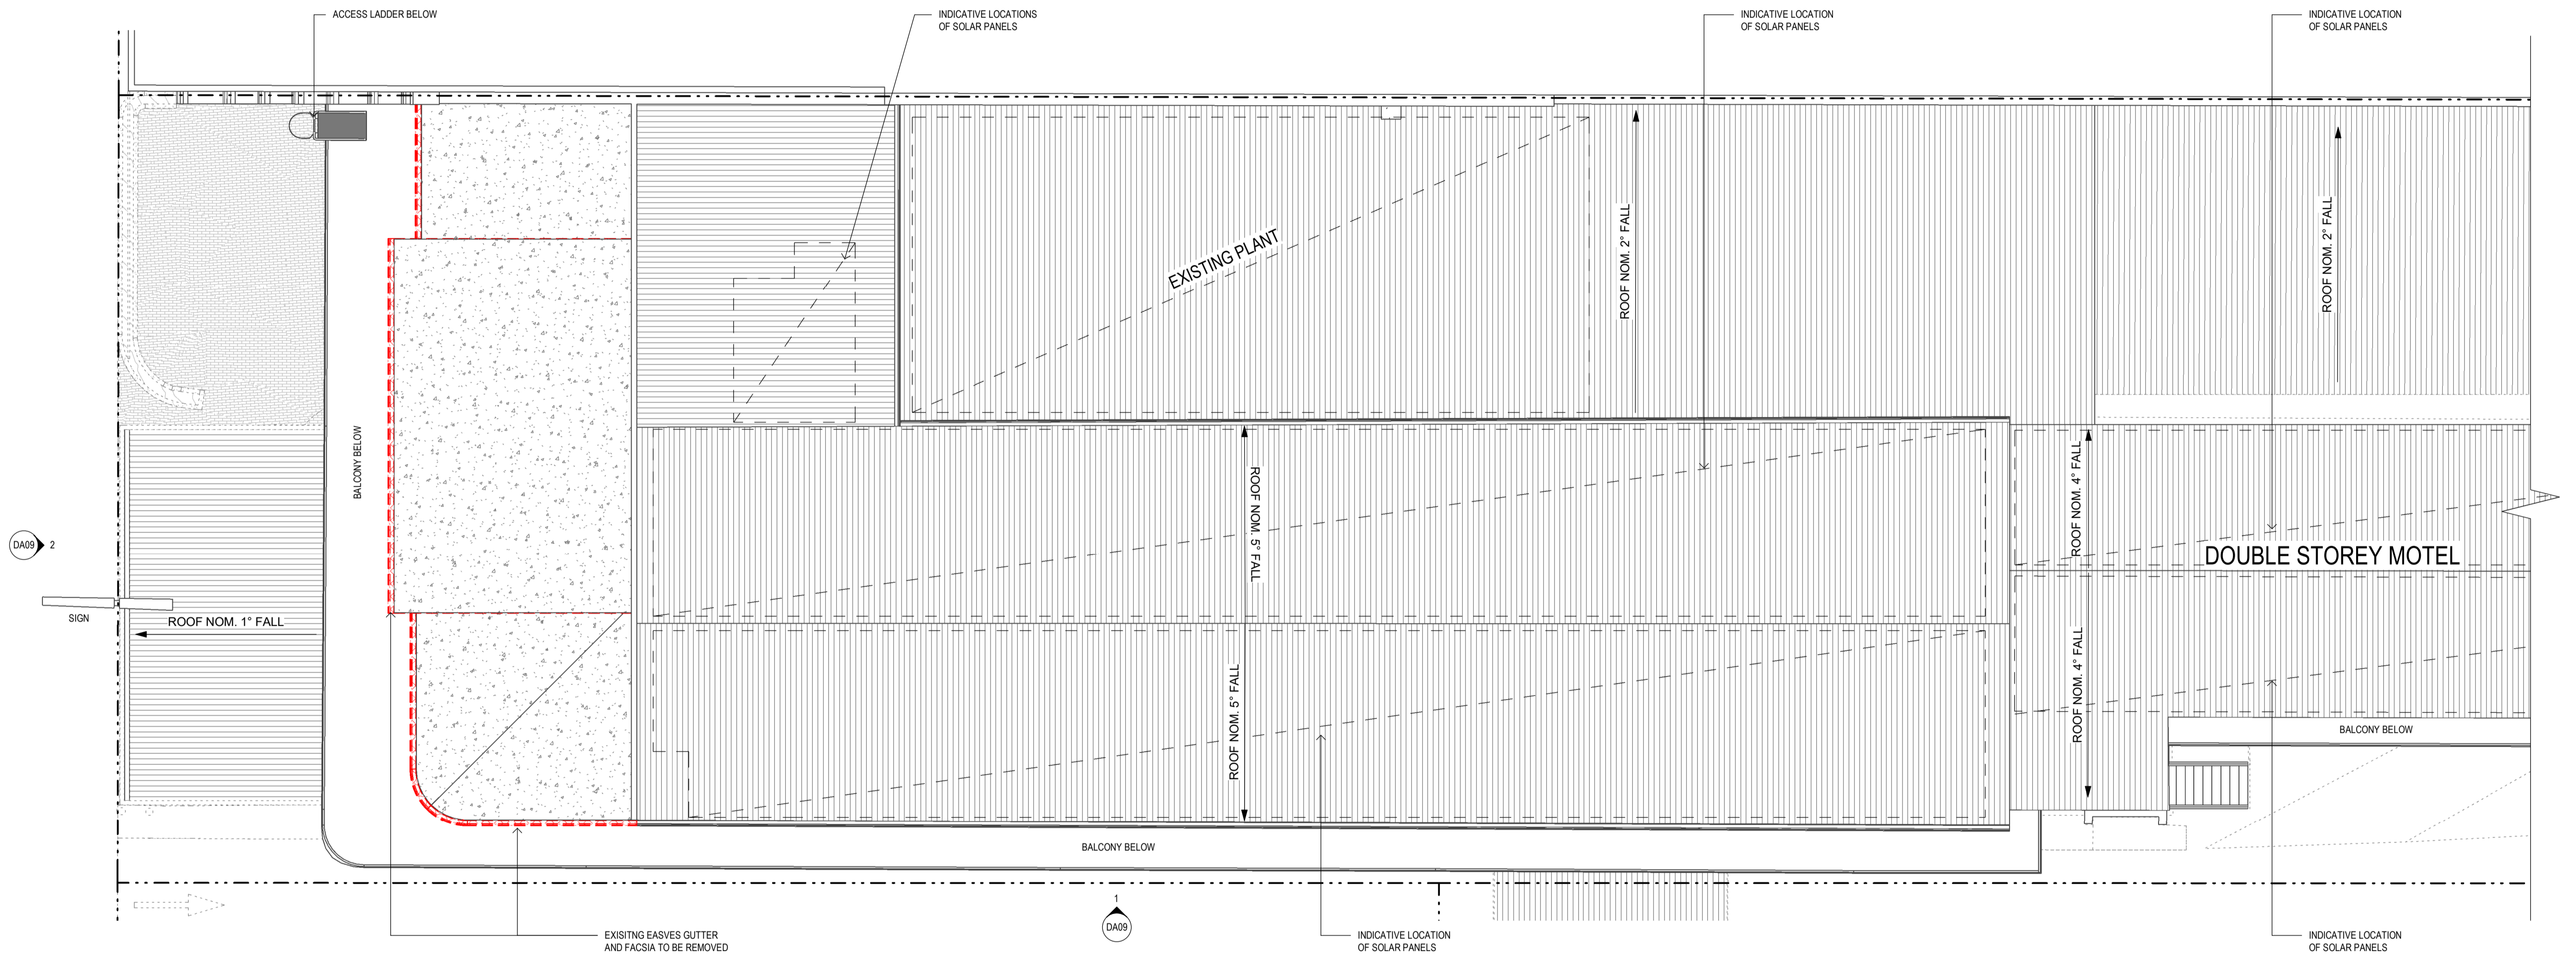 ACCESS LADDER BELOW
INDICATIVE LOCATIONS
OF SOLAR PANELS
INDICATIVE LOCATION
OF SOLAR PANELS
INDICATIVE LOCATION
OF SOLAR PANELS
EXISTING PLANT
ROOF NOM. 2° FALL
ROOF NOM. 2° FALL
BALCONY BELOW
ROOF NOM. 5° FALL
ROOF NOM. 4° FALL
DA09
2
DOUBLE STOREY MOTEL
SIGN
ROOF NOM. 1° FALL
ROOF NOM. 5° FALL
ROOF NOM. 4° FALL
BALCONY BELOW
BALCONY BELOW
1
DA09
EXISITNG EASVES GUTTER
AND FACSIA TO BE REMOVED
INDICATIVE LOCATION
OF SOLAR PANELS
INDICATIVE LOCATION
OF SOLAR PANELS